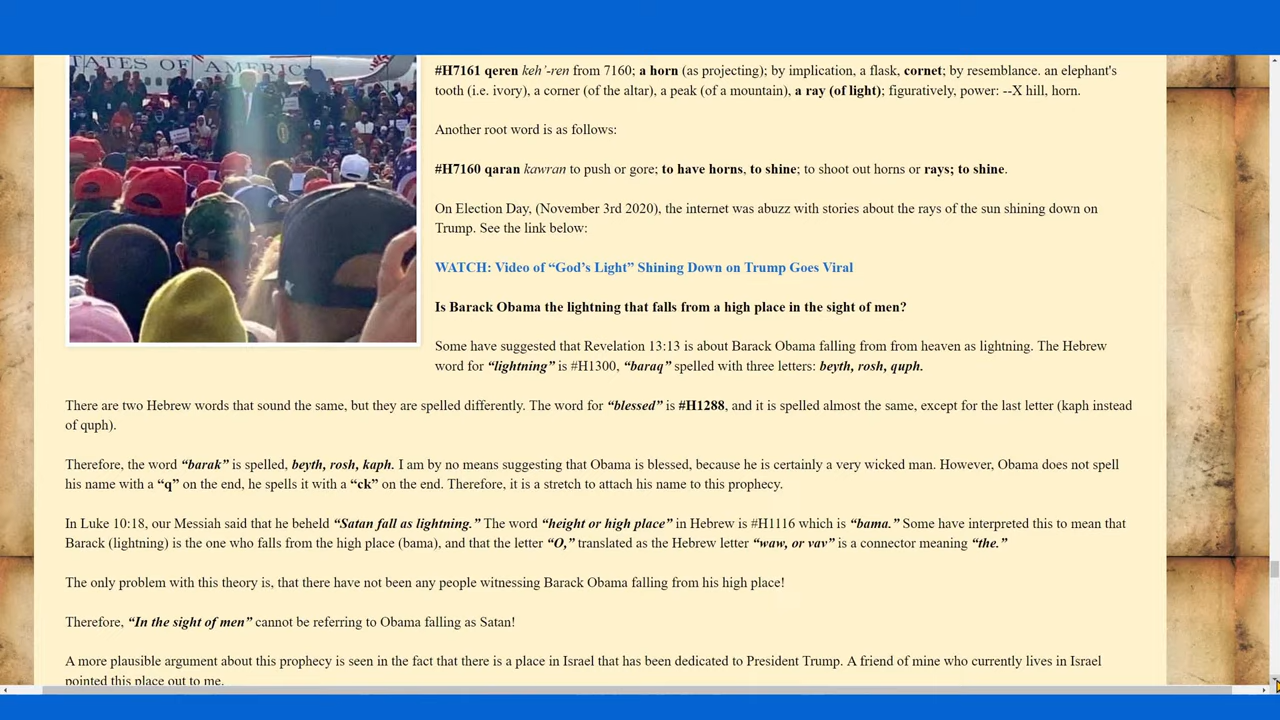 TATES OF AMERIC
#H7161 qeren keh’-ren from 7160; a horn (as projecting); by implication, a flask, cornet; by resemblance. an elephant's
tooth (i.e. ivory), a corner (of the altar), a peak (of a mountain), a ray (of light); figuratively, power: --X hill, horn.
Another root word is as follows:
#H7160 qaran kawran to push or gore; to have horns, to shine; to shoot out horns or rays; to shine.
On Election Day, (November 3rd 2020), the internet was abuzz with stories about the rays of the sun shining down on
Trump. See the link below:
WATCH: Video of “God’s Light” Shining Down on Trump Goes Viral
Is Barack Obama the lightning that falls from a high place in the sight of men?
Some have suggested that Revelation 13:13 is about Barack Obama falling from from heaven as lightning. The Hebrew
word for “lightning” is #H1300, “baraq” spelled with three letters: beyth, rosh, quph.
There are two Hebrew words that sound the same, but they are spelled differently. The word for “blessed” is #H1288, and it is spelled almost the same, except for the last letter (kaph instead
of quph).
Therefore, the word “barak” is spelled, beyth, rosh, kaph. I am by no means suggesting that Obama is blessed, because he is certainly a very wicked man. However, Obama does not spell
his name with a “q” on the end, he spells it with a “ck” on the end. Therefore, it is a stretch to attach his name to this prophecy.
In Luke 10:18, our Messiah said that he beheld “Satan fall as lightning.” The word “height or high place” in Hebrew is #H1116 which is “bama.” Some have interpreted this to mean that
Barack (lightning) is the one who falls from the high place (bama), and that the letter “O,” translated as the Hebrew letter “waw, or vav” is a connector meaning “the.”
The only problem with this theory is, that there have not been any people witnessing Barack Obama falling from his high place!
Therefore, “In the sight of men” cannot be referring to Obama falling as Satan!
A more plausible argument about this prophecy is seen in the fact that there is a place in Israel that has been dedicated to President Trump. A friend of mine who currently lives in Israel
pointed this place out to me.